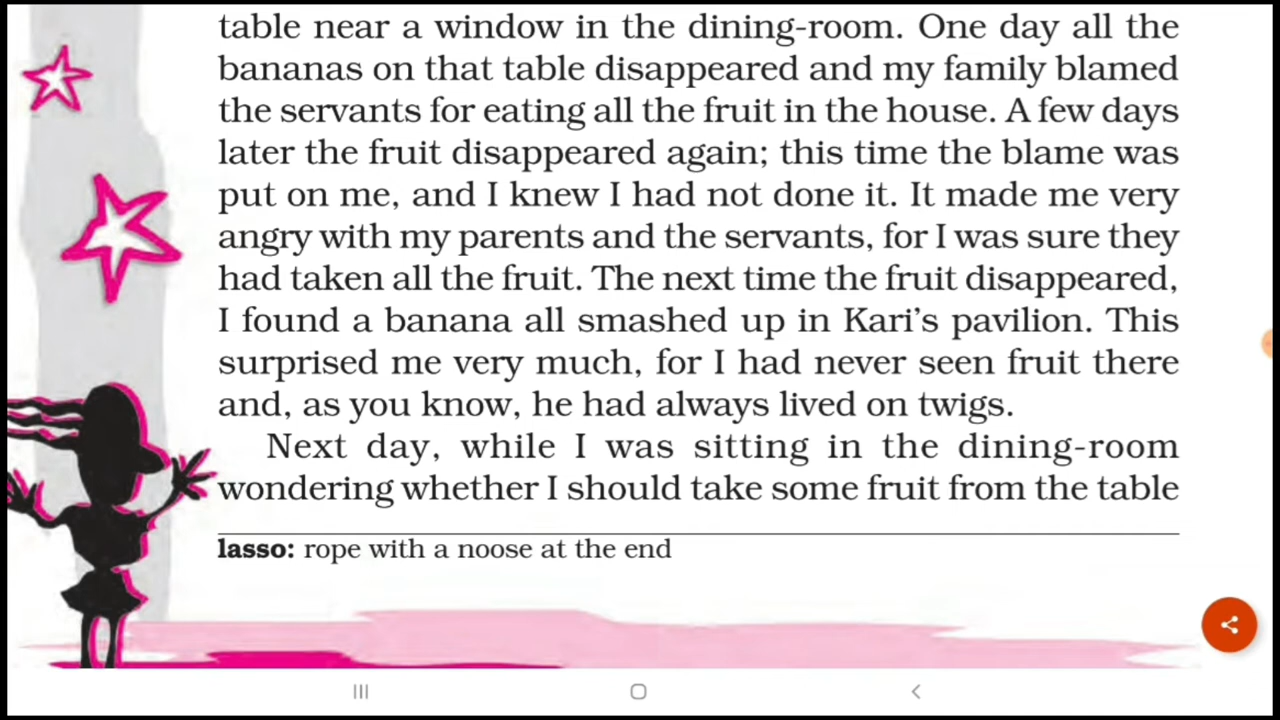 table near a window in the dining-room. One day all the
bananas on that table disappeared and my family blamed
the servants for eating all the fruit in the house. A few days
later the fruit disappeared again; this time the blame was
put on me, and I knew I had not done it. It made me very
angry with my parents and the servants, for I was sure they
had taken all the fruit. The next time the fruit disappeared,
I found a banana all smashed up in Kari's pavilion. This
surprised me very much, for I had never seen fruit there
and, as you know, he had always lived on twigs.
Next day, while I was sitting in the dining-room
wondering whether I should take some fruit from the table
lasso: rope with a noose at the end